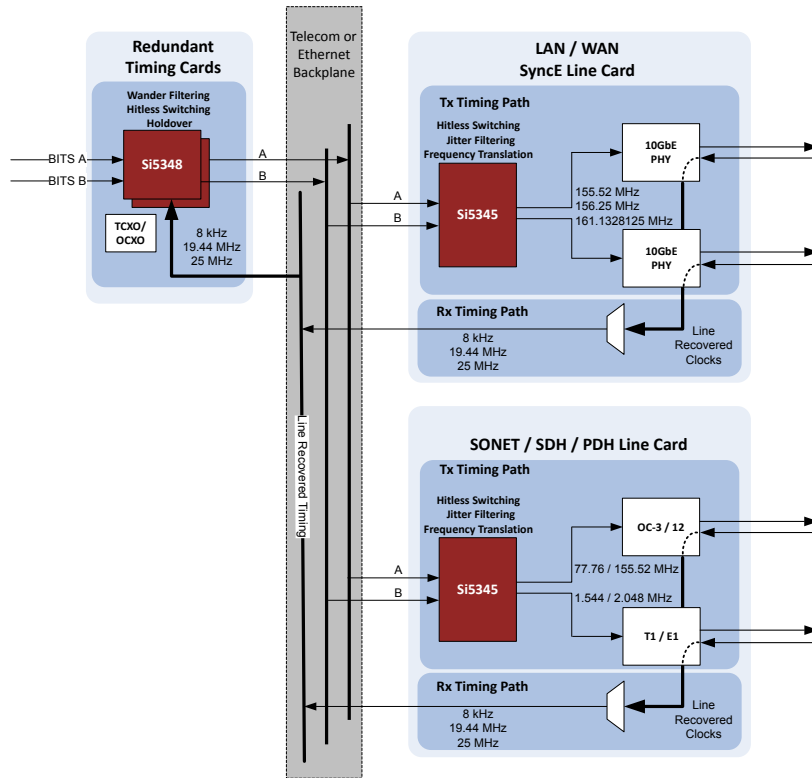 Redundant
Timing Cards
Wander Filtering
Hitless Switching
Holdover
BITS A
BITS B
Si5348
A
B
TCXO/
OCXO
8 kHz
19.44 MHz
25 MHz
Telecom or
Ethernet
Backplane
Line Recovered Timing
LAN / WAN
SyncE Line Card
Tx Timing Path
Hitless Switching
Jitter Filtering
Frequency Translation
A
B
Si5345
155.52 MHz
156.25 MHz
161.1328125 MHz
10GbE
PHY
10GbE
PHY
Rx Timing Path
8 kHz
19.44 MHz
25 MHz
Line
Recovered
Clocks
SONET / SDH / PDH Line Card
Tx Timing Path
Hitless Switching
Jitter Filtering
Frequency Translation
A
B
Si5345
77.76 / 155.52 MHz
1.544 / 2.048 MHz
OC-3 / 12
T1 / E1
Rx Timing Path
8 kHz
19.44 MHz
25 MHz
Line
Recovered
Clocks